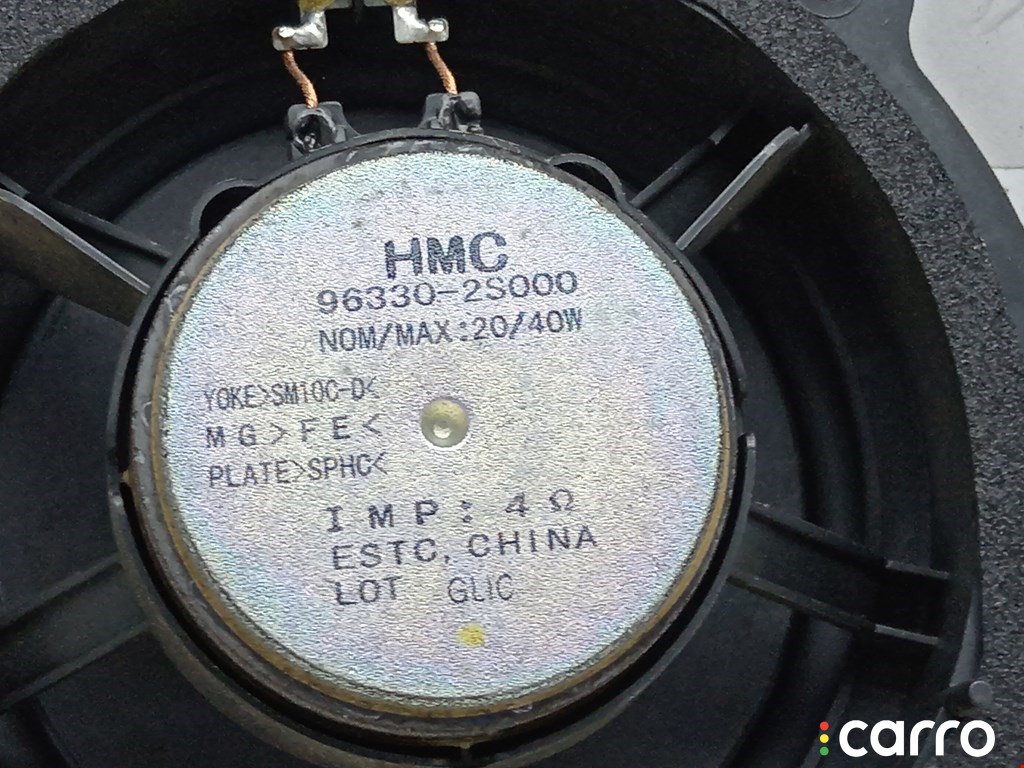 HMC
96330-2S000
NOM/MAX:20/40W
YOKE>SM10C-D<
MG>FE<
PLATE>SPHC<
IMP: 4Ω
ESTC, CHINA
LOT GLIC
carro